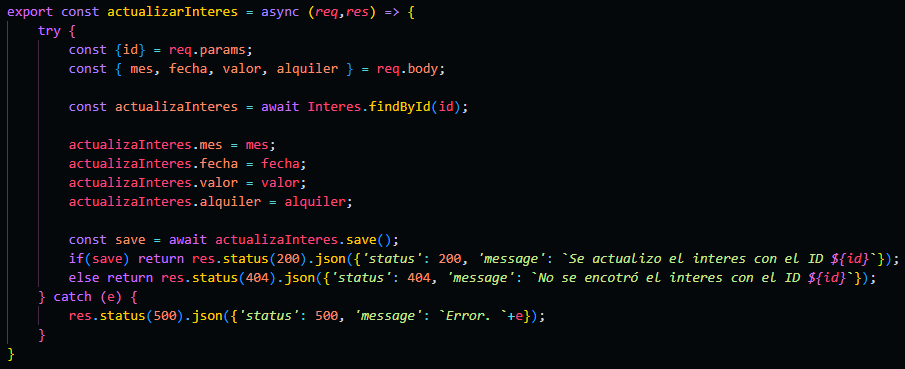 export const actualizarInteres = async (req,res) => {
try {
const {id} = req.params;
const { mes, fecha, valor, alquiler } = req.body;
const actualizaInteres = await Interes.findById(id);
actualizaInteres.mes = mes;
actualizaInteres.fecha = fecha;
actualizaInteres.valor = valor;
actualizaInteres.alquiler = alquiler;
const save = await actualizaInteres.save();
if(save) return res.status(200).json({'status': 200, 'message': `Se actualizo el interes con el ID ${id}`});
else return res.status(404).json({'status': 404, 'message': `No se encotró el interes con el ID ${id}`});
} catch (e) {
res.status(500).json({'status': 500, 'message': `Error. `+e});
}
}